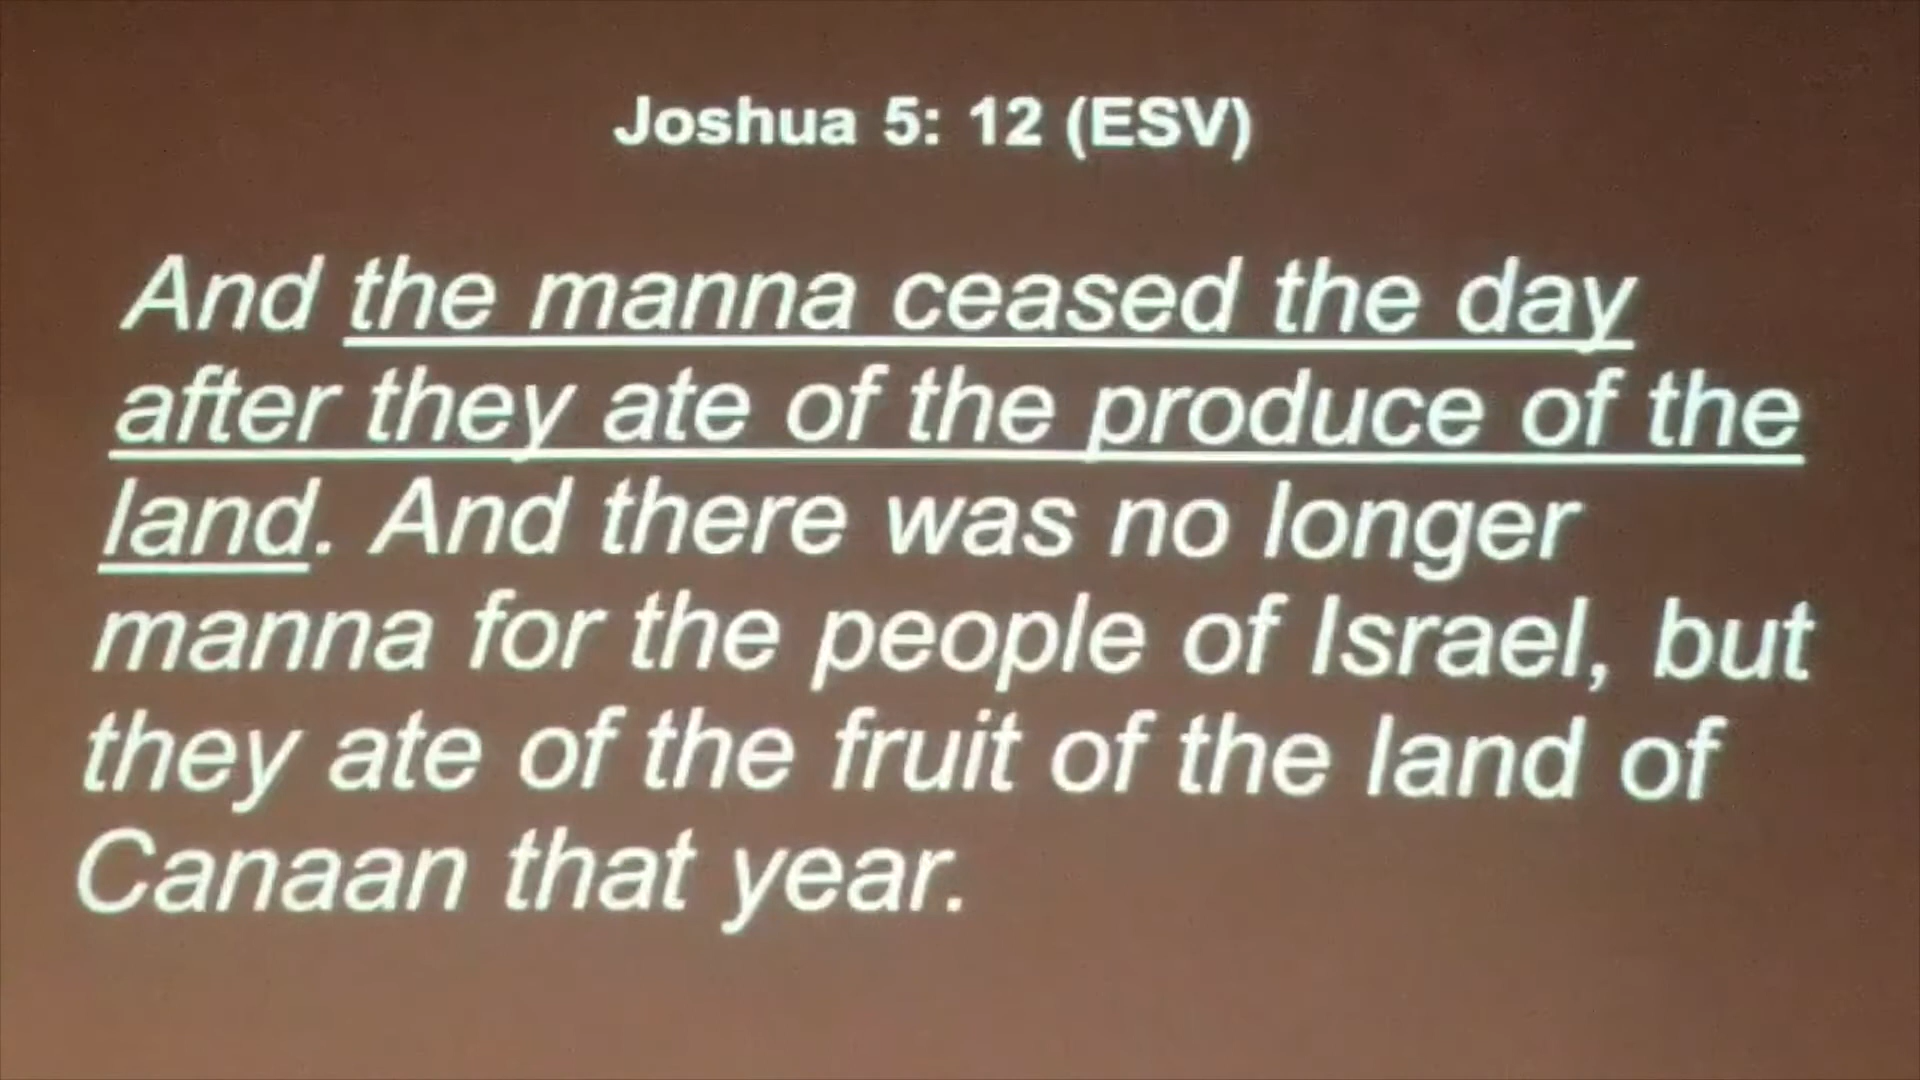 Joshua 5: 12 (ESV)
And the manna ceased the day
after they ate of the produce of the
land. And there was no longer
manna for the people of Israel, but
they ate of the fruit of the land of
Canaan that year.